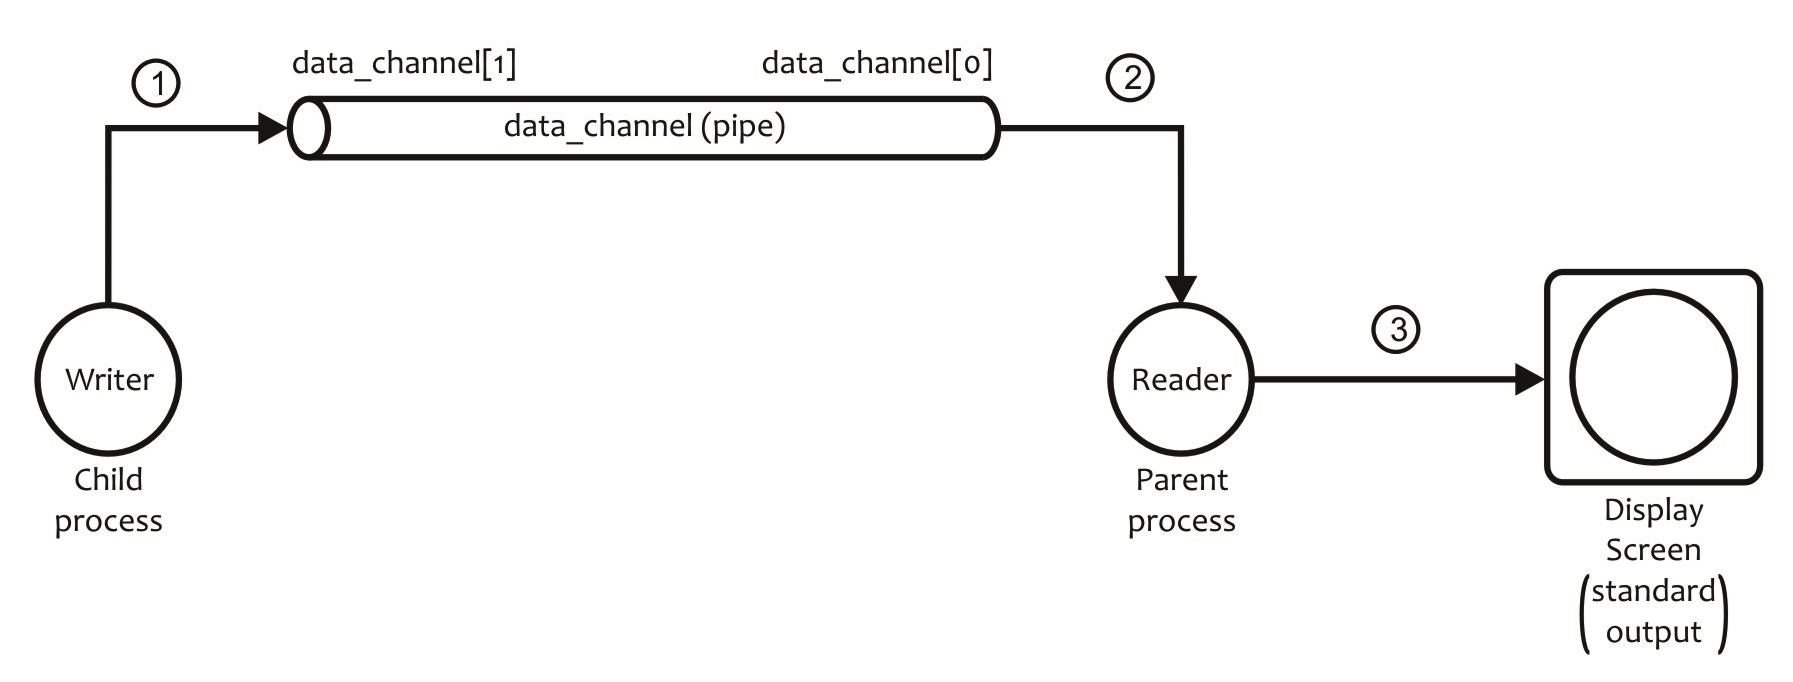 data_channel[1]
data_channel[0]
1
2
data_channel (pipe)
3
Writer
Reader
Child
process
Parent
process
Display
Screen
(standard
output)